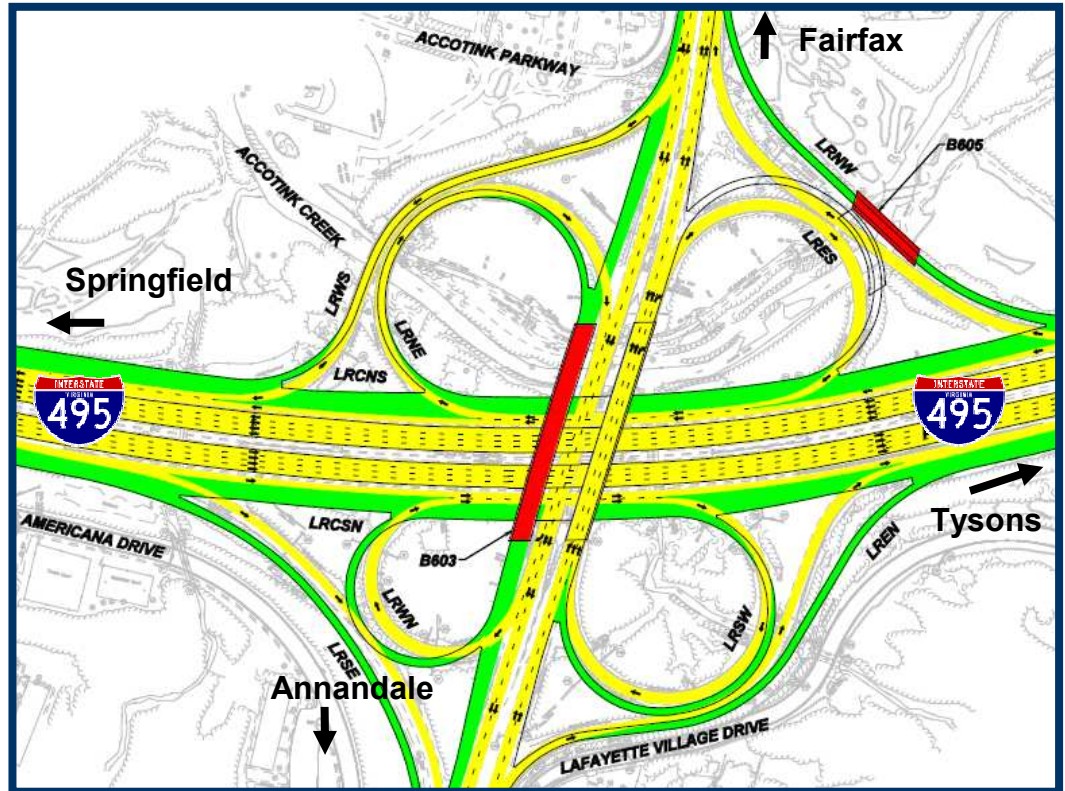 ACCOTINK PARKWAY
Fairfax
LRNW
B605
ACCOTINK CREEK
Springfield
LRWS
LRNE
LRES
LRCNS
INTERSTATE
VIRGINIA
495
INTERSTATE
VIRGINIA
495
Tysons
LRCSN
AMERICANA DRIVE
B603
LRWN
LRSW
LREN
LRSE
Annandale
LAFAYETTE VILLAGE DRIVE